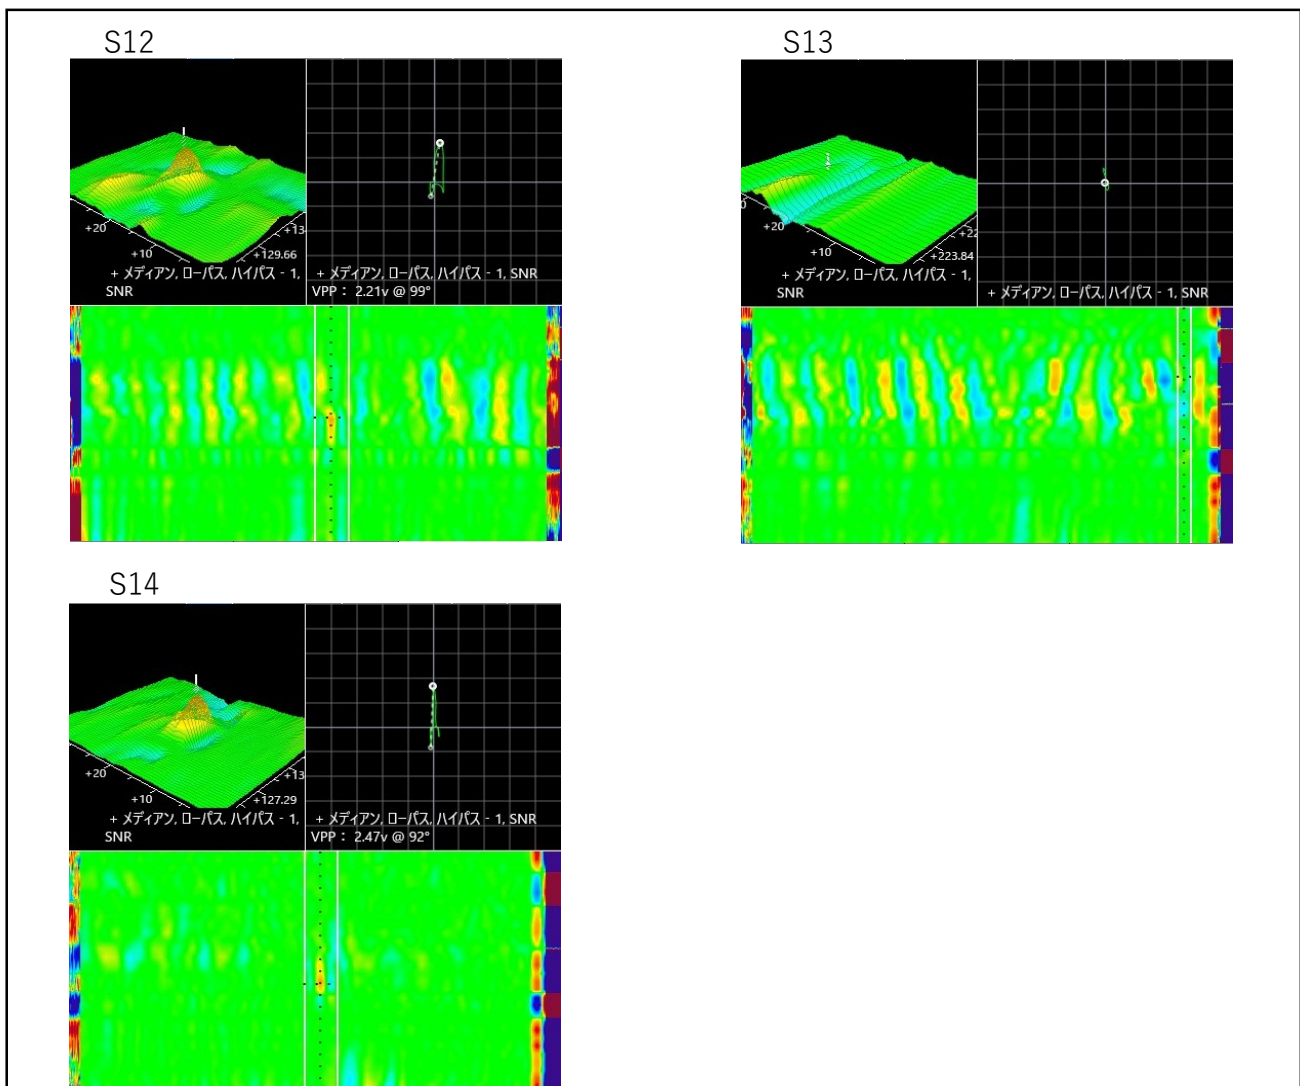 S12
+20
+10
+13
+129.66
+ メディアン, ローパス, ハイパス - 1,
SNR
+ メディアン, ローパス, ハイパス - 1, SNR
VPP： 2.21v @ 99°
S13
+20
+10
+22
+223.84
+ メディアン, ローパス, ハイパス - 1,
SNR
+ メディアン, ローパス, ハイパス - 1, SNR
S14
+20
+10
+13
+127.29
+ メディアン, ローパス, ハイパス - 1,
SNR
+ メディアン, ローパス, ハイパス - 1, SNR
VPP： 2.47v @ 92°